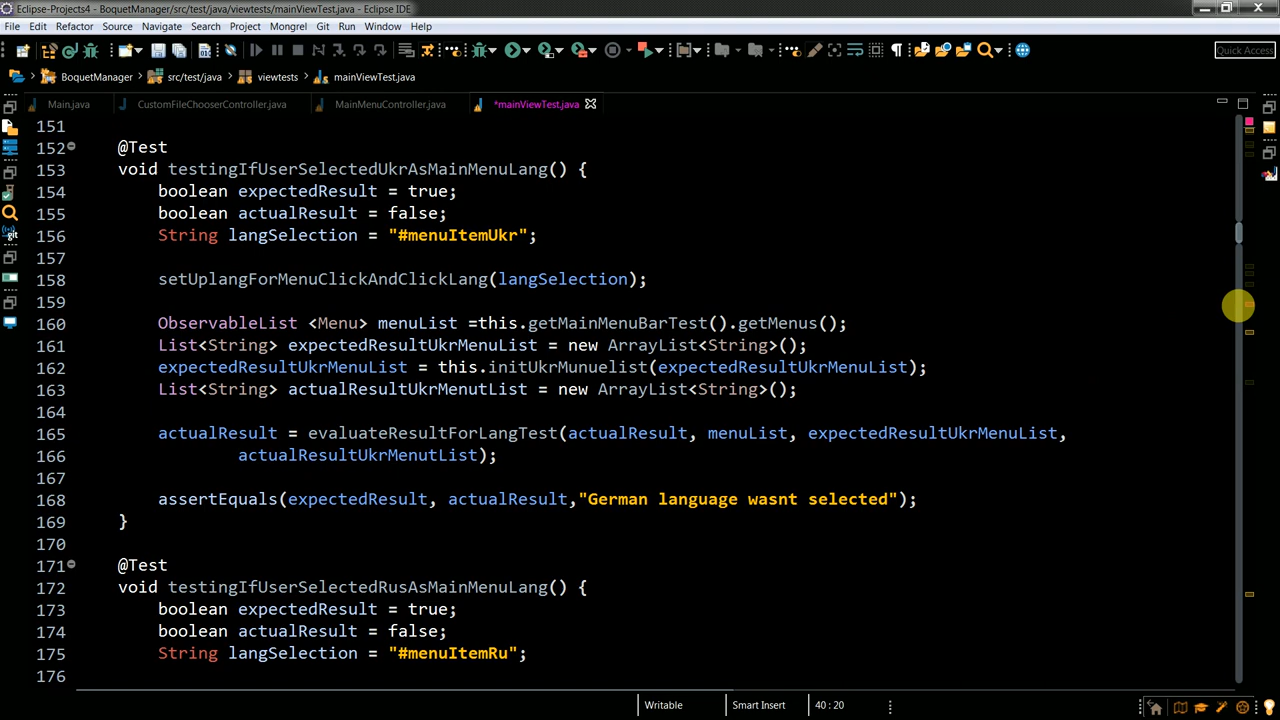 Eclipse-Projects4 - BoquetManager/src/test/java/viewtests/mainViewTest.java - Eclipse IDE
File Edit Refactor Source Navigate Search Project Mongrel Git Run Window Help
Quick Access
BoquetManager src/test/java viewtests mainViewTest.java
Main.java CustomFileChooserController.java MainMenuController.java *mainViewTest.java
151
152 @Test
153 void testingIfUserSelectedUkrAsMainMenuLang() {
154 boolean expectedResult = true;
155 boolean actualResult = false;
156 String langSelection = "#menuItemUkr";
157
158 setUplangForMenuClickAndClickLang(langSelection);
159
160 ObservableList <Menu> menuList =this.getMainMenuBarTest().getMenus();
161 List<String> expectedResultUkrMenuList = new ArrayList<String>();
162 expectedResultUkrMenuList = this.initUkrMunuelist(expectedResultUkrMenuList);
163 List<String> actualResultUkrMenutList = new ArrayList<String>();
164
165 actualResult = evaluateResultForLangTest(actualResult, menuList, expectedResultUkrMenuList,
166 actualResultUkrMenutList);
167
168 assertEquals(expectedResult, actualResult,"German language wasnt selected");
169 }
170
171 @Test
172 void testingIfUserSelectedRusAsMainMenuLang() {
173 boolean expectedResult = true;
174 boolean actualResult = false;
175 String langSelection = "#menuItemRu";
176
Writable Smart Insert 40 : 20